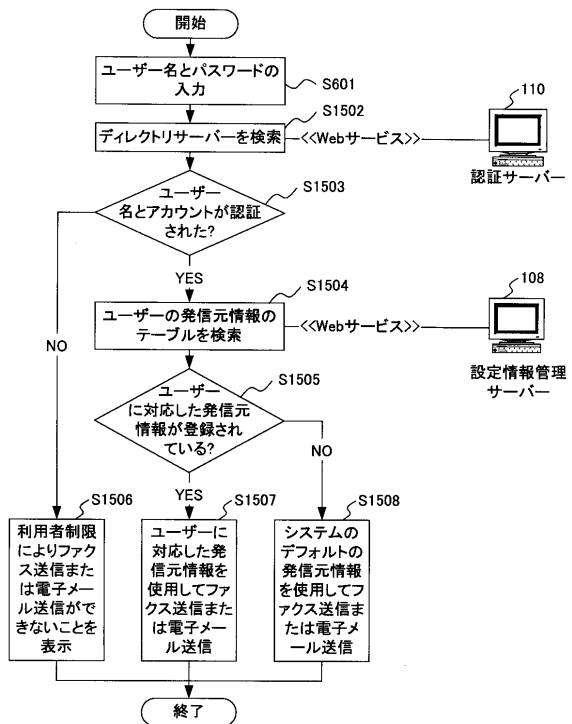 開始
ユーザー名とパスワードの
入力
S601
S1502
ディレクトリサーバーを検索
<<Webサービス>>
110
認証サーバー
S1503
ユーザー
名とアカウントが認証
された?
YES
NO
S1504
ユーザーの発信元情報の
テーブルを検索
<<Webサービス>>
108
設定情報管理
サーバー
S1505
ユーザー
に対応した発信元
情報が登録され
ている?
NO
YES
S1506
利用者制限
によりファク
ス送信また
は電子メー
ル送信がで
きないことを
表示
S1507
ユーザーに
対応した発
信元情報を
使用してファ
クス送信また
は電子メー
ル送信
S1508
システムの
デフォルトの
発信元情報
を使用してフ
ァクス送信ま
たは電子メ
ール送信
終了